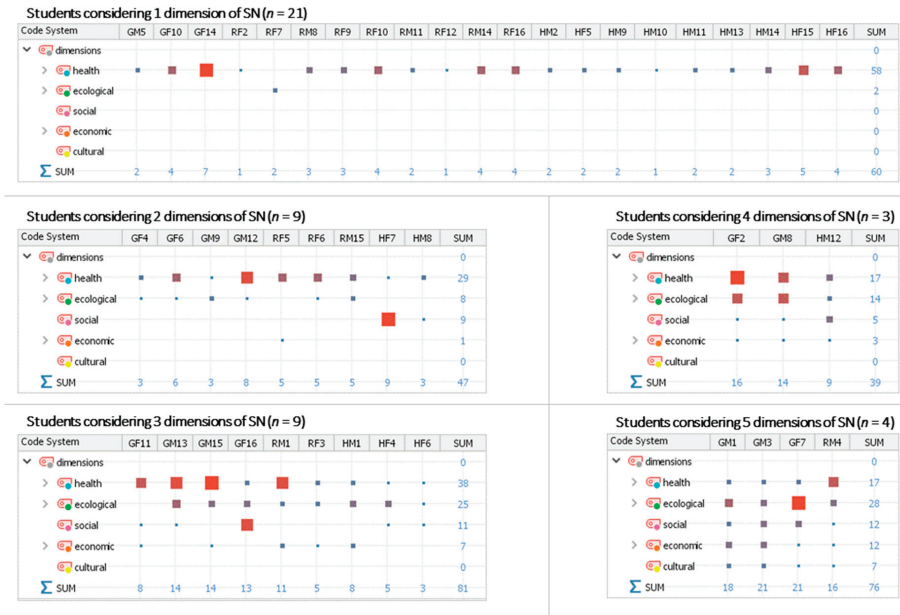 Students considering 1 dimension of SN (n = 21)
Code System GM5 GF10 GF14 RF2 RF7 RM8 RF9 RF10 RM11 RF12 RM14 RF16 HM2 HF5 HM9 HM10 HM11 HM13 HM14 HF15 HF16 SUM
dimensions 0
health 58
ecological 2
social 0
economic 0
cultural 0
Σ SUM 2 4 7 1 2 3 3 4 2 1 4 4 2 2 2 1 2 2 3 5 4 60
Students considering 2 dimensions of SN (n = 9)
Code System GF4 GF6 GM9 GM12 RF5 RF6 RM15 HF7 HM8 SUM
dimensions 0
health 29
ecological 8
social 9
economic 1
cultural 0
Σ SUM 3 6 3 8 5 5 5 9 3 47
Students considering 4 dimensions of SN (n = 3)
Code System GF2 GM8 HM12 SUM
dimensions 0
health 17
ecological 14
social 5
economic 3
cultural 0
Σ SUM 16 14 9 39
Students considering 3 dimensions of SN (n = 9)
Code System GF11 GM13 GM15 GF16 RM1 RF3 HM1 HF4 HF6 SUM
dimensions 0
health 38
ecological 25
social 11
economic 7
cultural 0
Σ SUM 8 14 14 13 11 5 8 5 3 81
Students considering 5 dimensions of SN (n = 4)
Code System GM1 GM3 GF7 RM4 SUM
dimensions 0
health 17
ecological 28
social 12
economic 12
cultural 7
Σ SUM 18 21 21 16 76